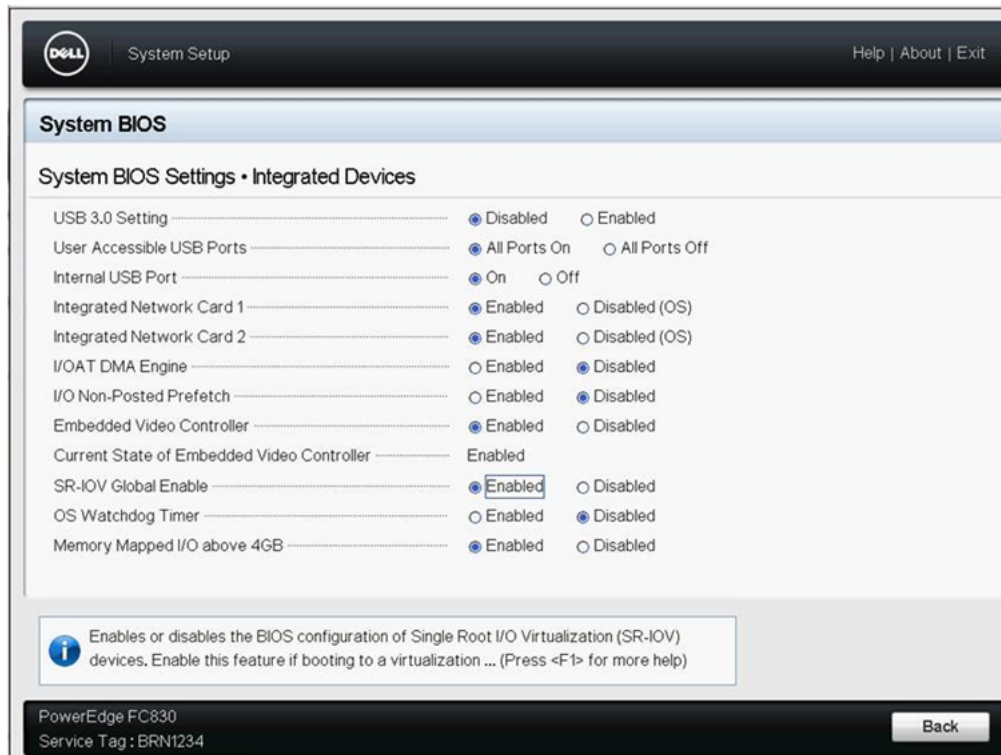 DELL
System Setup
Help | About | Exit
System BIOS
System BIOS Settings • Integrated Devices
USB 3.0 Setting Disabled Enabled
User Accessible USB Ports All Ports On All Ports Off
Internal USB Port On Off
Integrated Network Card 1 Enabled Disabled (OS)
Integrated Network Card 2 Enabled Disabled (OS)
I/OAT DMA Engine Enabled Disabled
I/O Non-Posted Prefetch Enabled Disabled
Embedded Video Controller Enabled Disabled
Current State of Embedded Video Controller Enabled
SR-IOV Global Enable Enabled Disabled
OS Watchdog Timer Enabled Disabled
Memory Mapped I/O above 4GB Enabled Disabled
Enables or disables the BIOS configuration of Single Root I/O Virtualization (SR-IOV)
devices. Enable this feature if booting to a virtualization ... (Press <F1> for more help)
PowerEdge FC830
Service Tag : BRN1234
Back